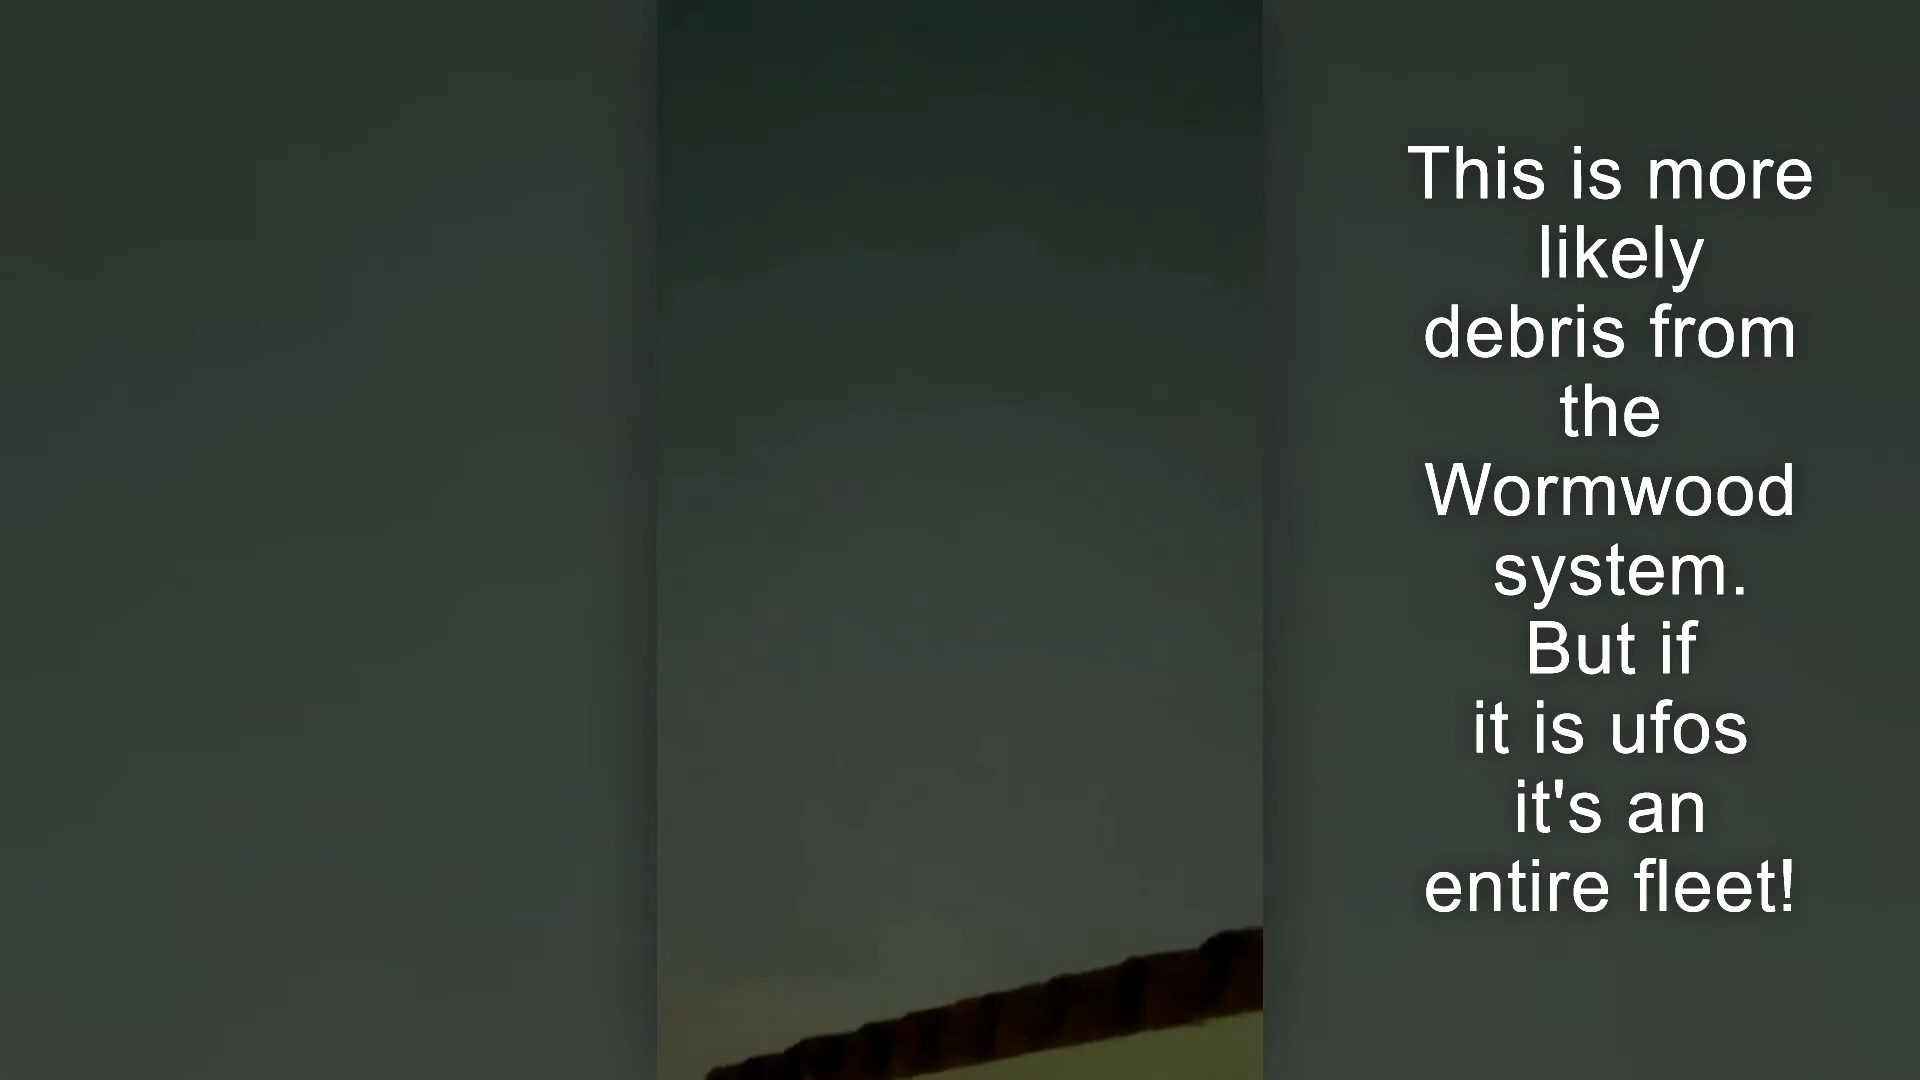 This is more
likely
debris from
the
Wormwood
system.
But if
it is ufos
it's an
entire fleet!